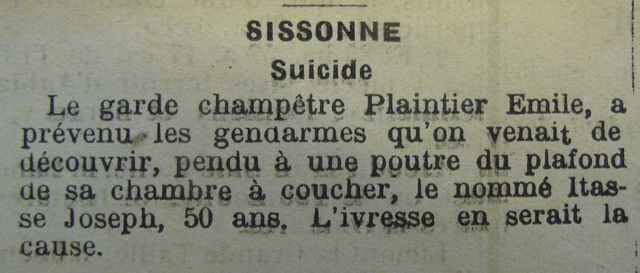 SISSONNE
Suicide
Le garde champêtre Plaintier Emile, a
prévenu les gendarmes qu'on venait de
découvrir, pendu à une poutre du plafond
de sa chambre à coucher, le nommé Itas-
se Joseph, 50 ans. L'ivresse en serait la
cause.